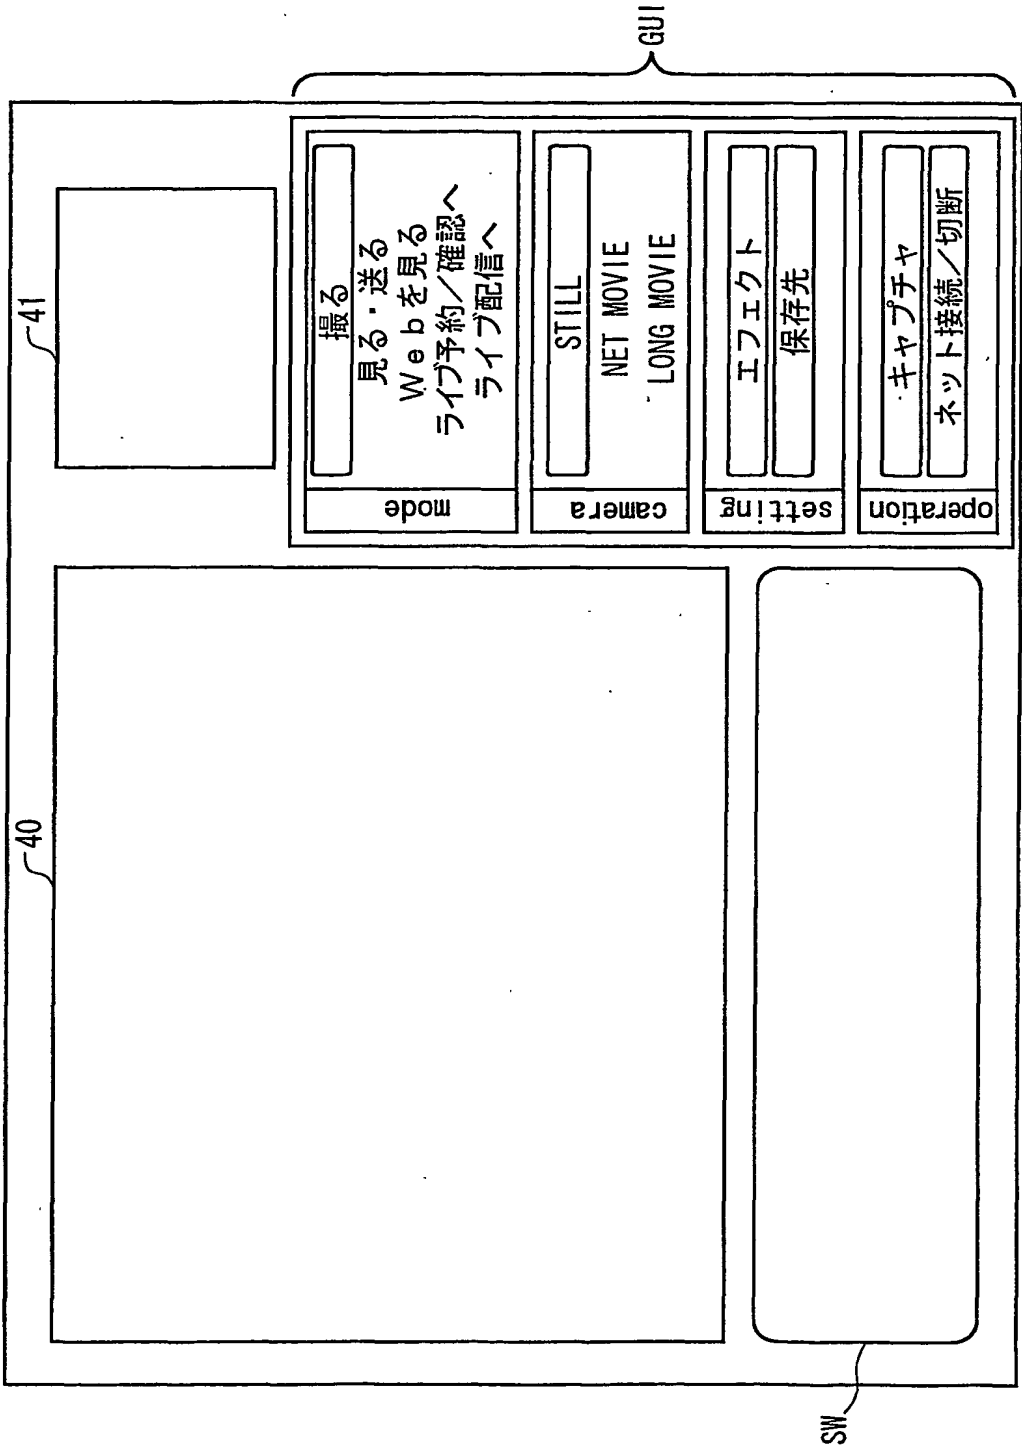 40
41
mode
撮る
見る・送る
Webを見る
ライブ予約／確認へ
ライブ配信へ
camera
STILL
NET MOVIE
LONG MOVIE
setting
エフェクト
保存先
operation
キャプチャ
ネット接続／切断
GUI
SW